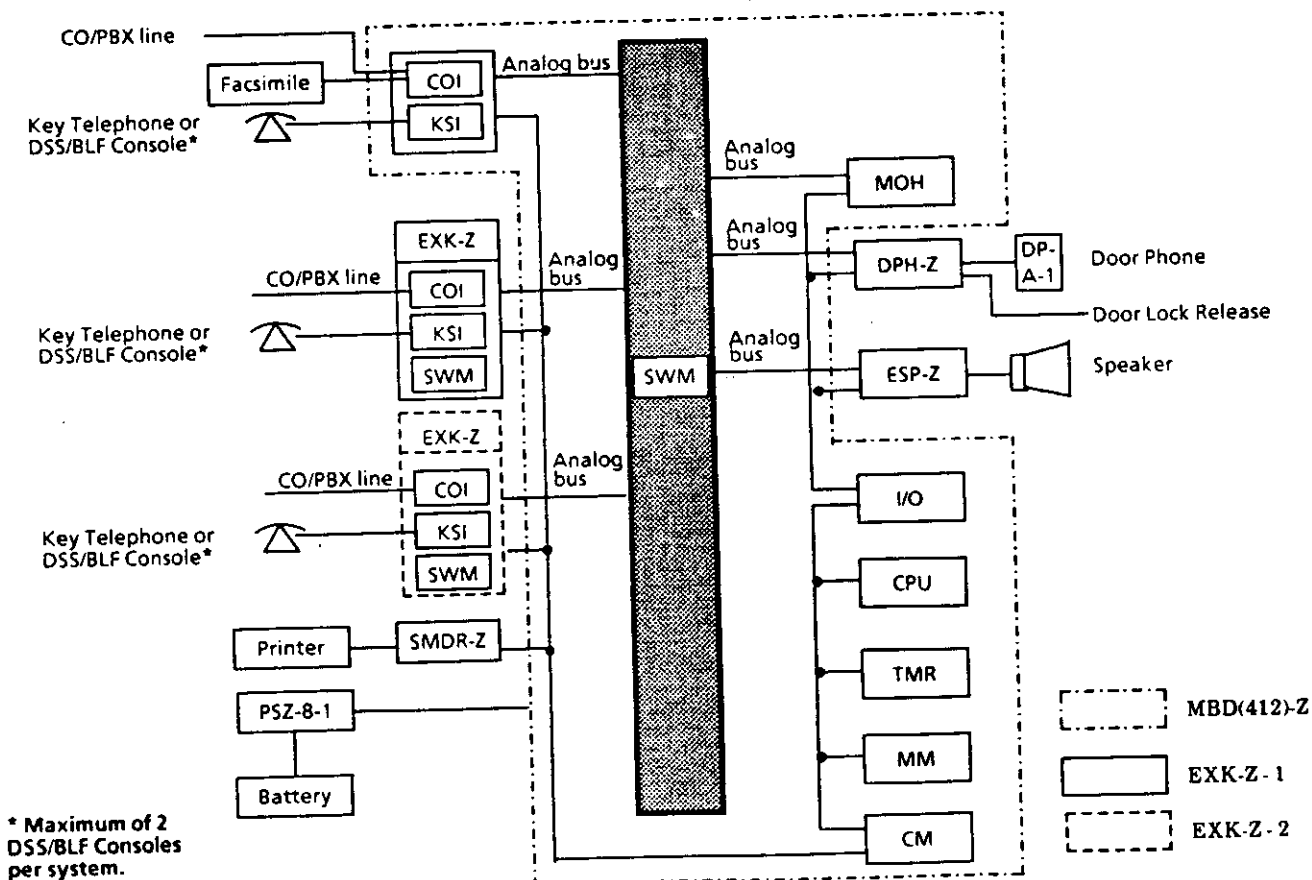 CO/PBX line
Facsimile
COI
Analog bus
Key Telephone or
DSS/BLF Console*
KSI
Analog
bus
MOH
EXK-Z
CO/PBX line
COI
Analog
bus
Key Telephone or
DSS/BLF Console*
KSI
SWM
Analog
bus
DPH-Z
DP-
A-1
Door Phone
Door Lock Release
SWM
Analog
bus
ESP-Z
Speaker
EXK-Z
CO/PBX line
COI
Analog
bus
Key Telephone or
DSS/BLF Console*
KSI
SWM
I/O
CPU
Printer
SMDR-Z
TMR
PSZ-8-1
MM
Battery
CM
MBD(412)-Z
EXK-Z-1
EXK-Z-2
* Maximum of 2
DSS/BLF Consoles
per system.